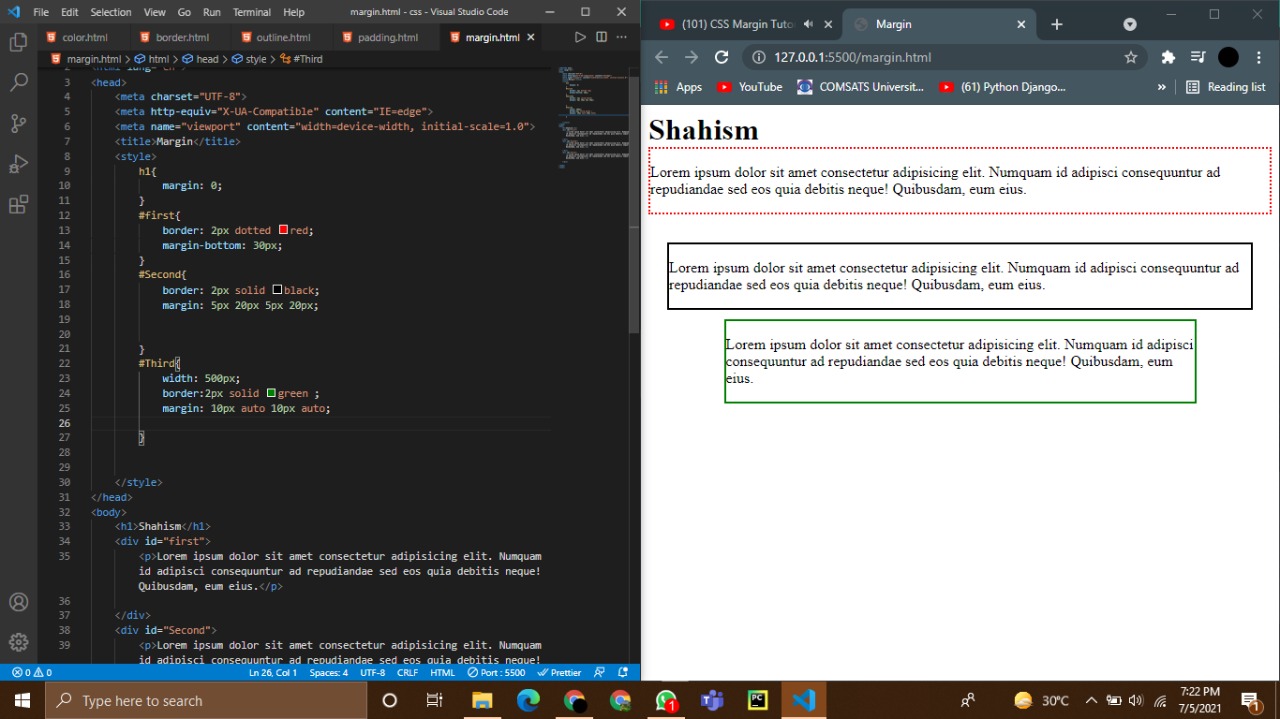 File Edit Selection View Go Run Terminal Help margin.html - css - Visual Studio Code
color.html border.html outline.html padding.html margin.html
margin.html > html > head > style > #Third
3 <head>
4 <meta charset="UTF-8">
5 <meta http-equiv="X-UA-Compatible" content="IE=edge">
6 <meta name="viewport" content="width=device-width, initial-scale=1.0">
7 <title>Margin</title>
8 <style>
9 h1{
10 margin: 0;
11 }
12 #first{
13 border: 2px dotted red;
14 margin-bottom: 30px;
15 }
16 #Second{
17 border: 2px solid black;
18 margin: 5px 20px 5px 20px;
19
20
21 }
22 #Third{
23 width: 500px;
24 border:2px solid green ;
25 margin: 10px auto 10px auto;
26
27 }
28
29
30 </style>
31 </head>
32 <body>
33 <h1>Shahism</h1>
34 <div id="first">
35 <p>Lorem ipsum dolor sit amet consectetur adipisicing elit. Numquam
id adipisci consequuntur ad repudiandae sed eos quia debitis neque!
Quibusdam, eum eius.</p>
36
37 </div>
38 <div id="Second">
39 <p>Lorem ipsum dolor sit amet consectetur adipisicing elit. Numquam
id adipisci consequuntur ad repudiandae sed eos quia debitis neque!
0 0 Ln 26, Col 1 Spaces: 4 UTF-8 CRLF HTML Port : 5500 Prettier
(101) CSS Margin Tuto Margin
127.0.0.1:5500/margin.html
Apps YouTube COMSATS Universit... (61) Python Django... » Reading list
Shahism
Lorem ipsum dolor sit amet consectetur adipisicing elit. Numquam id adipisci consequuntur ad
repudiandae sed eos quia debitis neque! Quibusdam, eum eius.
Lorem ipsum dolor sit amet consectetur adipisicing elit. Numquam id adipisci consequuntur ad
repudiandae sed eos quia debitis neque! Quibusdam, eum eius.
Lorem ipsum dolor sit amet consectetur adipisicing elit. Numquam id adipisci
consequuntur ad repudiandae sed eos quia debitis neque! Quibusdam, eum
eius.
Type here to search
1
PC
30°C
7:22 PM
7/5/2021
1